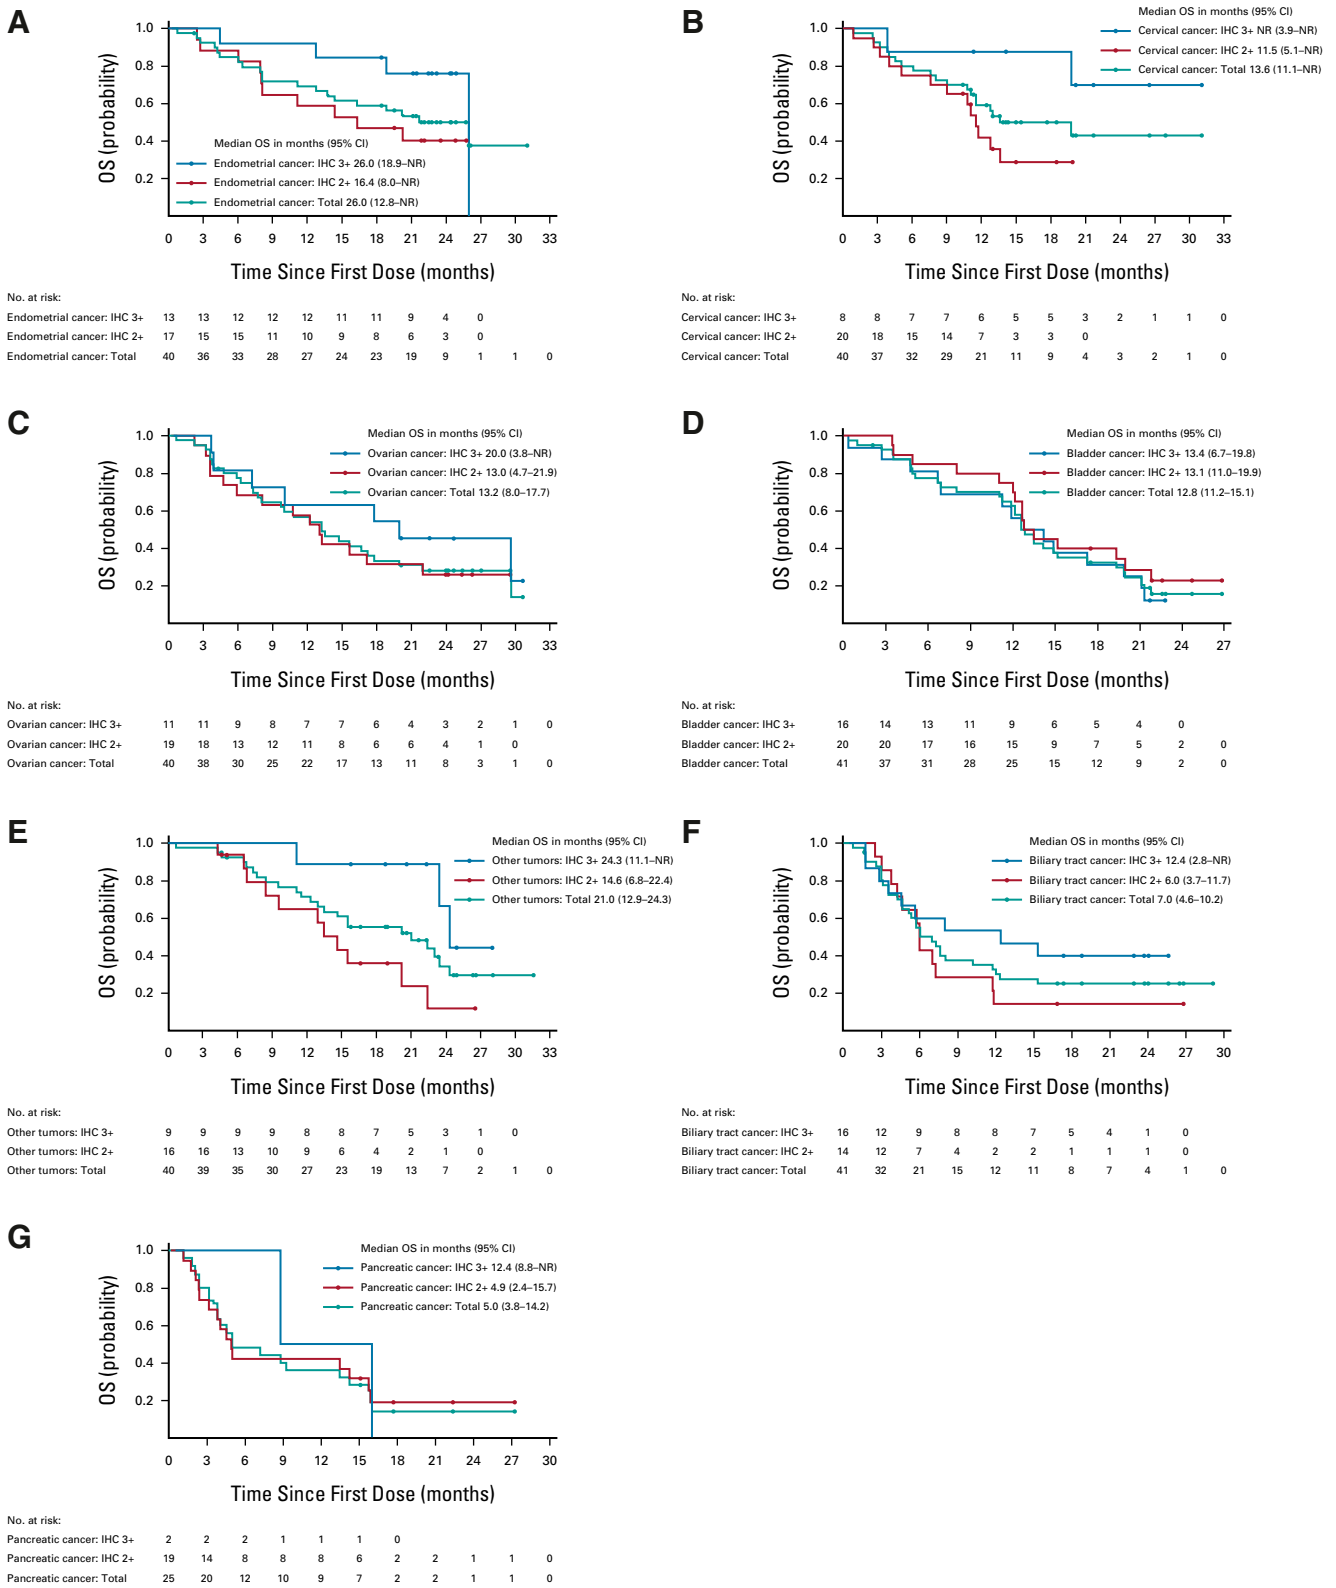 A
1.0
0.8
0.6
0.4
0.2
OS (probability)
Median OS in months (95% CI)
Endometrial cancer: IHC 3+ 26.0 (18.9–NR)
Endometrial cancer: IHC 2+ 16.4 (8.0–NR)
Endometrial cancer: Total 26.0 (12.8–NR)
0 3 6 9 12 15 18 21 24 27 30 33
Time Since First Dose (months)
No. at risk:
Endometrial cancer: IHC 3+ 13 13 12 12 12 11 11 9 4 0
Endometrial cancer: IHC 2+ 17 15 15 11 10 9 8 6 3 0
Endometrial cancer: Total 40 36 33 28 27 24 23 19 9 1 1 0
B
Median OS in months (95% CI)
Cervical cancer: IHC 3+ NR (3.9–NR)
Cervical cancer: IHC 2+ 11.5 (5.1–NR)
Cervical cancer: Total 13.6 (11.1–NR)
1.0
0.8
0.6
0.4
0.2
OS (probability)
0 3 6 9 12 15 18 21 24 27 30 33
Time Since First Dose (months)
No. at risk:
Cervical cancer: IHC 3+ 8 8 7 7 6 5 5 3 2 1 1 0
Cervical cancer: IHC 2+ 20 18 15 14 7 3 3 0
Cervical cancer: Total 40 37 32 29 21 11 9 4 3 2 1 0
C
1.0
0.8
0.6
0.4
0.2
OS (probability)
Median OS in months (95% CI)
Ovarian cancer: IHC 3+ 20.0 (3.8–NR)
Ovarian cancer: IHC 2+ 13.0 (4.7–21.9)
Ovarian cancer: Total 13.2 (8.0–17.7)
0 3 6 9 12 15 18 21 24 27 30 33
Time Since First Dose (months)
No. at risk:
Ovarian cancer: IHC 3+ 11 11 9 8 7 7 6 4 3 2 1 0
Ovarian cancer: IHC 2+ 19 18 13 12 11 8 6 6 4 1 0
Ovarian cancer: Total 40 38 30 25 22 17 13 11 8 3 1 0
D
1.0
0.8
0.6
0.4
0.2
OS (probability)
Median OS in months (95% CI)
Bladder cancer: IHC 3+ 13.4 (6.7–19.8)
Bladder cancer: IHC 2+ 13.1 (11.0–19.9)
Bladder cancer: Total 12.8 (11.2–15.1)
0 3 6 9 12 15 18 21 24 27
Time Since First Dose (months)
No. at risk:
Bladder cancer: IHC 3+ 16 14 13 11 9 6 5 4 0
Bladder cancer: IHC 2+ 20 20 17 16 15 9 7 5 2 0
Bladder cancer: Total 41 37 31 28 25 15 12 9 2 0
E
1.0
0.8
0.6
0.4
0.2
OS (probability)
Median OS in months (95% CI)
Other tumors: IHC 3+ 24.3 (11.1–NR)
Other tumors: IHC 2+ 14.6 (6.8–22.4)
Other tumors: Total 21.0 (12.9–24.3)
0 3 6 9 12 15 18 21 24 27 30 33
Time Since First Dose (months)
No. at risk:
Other tumors: IHC 3+ 9 9 9 9 8 8 7 5 3 1 0
Other tumors: IHC 2+ 16 16 13 10 9 6 4 2 1 0
Other tumors: Total 40 39 35 30 27 23 19 13 7 2 1 0
F
1.0
0.8
0.6
0.4
0.2
OS (probability)
Median OS in months (95% CI)
Biliary tract cancer: IHC 3+ 12.4 (2.8–NR)
Biliary tract cancer: IHC 2+ 6.0 (3.7–11.7)
Biliary tract cancer: Total 7.0 (4.6–10.2)
0 3 6 9 12 15 18 21 24 27 30
Time Since First Dose (months)
No. at risk:
Biliary tract cancer: IHC 3+ 16 12 9 8 8 7 5 4 1 0
Biliary tract cancer: IHC 2+ 14 12 7 4 2 2 1 1 1 0
Biliary tract cancer: Total 41 32 21 15 12 11 8 7 4 1 0
G
1.0
0.8
0.6
0.4
0.2
OS (probability)
Median OS in months (95% CI)
Pancreatic cancer: IHC 3+ 12.4 (8.8–NR)
Pancreatic cancer: IHC 2+ 4.9 (2.4–15.7)
Pancreatic cancer: Total 5.0 (3.8–14.2)
0 3 6 9 12 15 18 21 24 27 30
Time Since First Dose (months)
No. at risk:
Pancreatic cancer: IHC 3+ 2 2 2 1 1 1 0
Pancreatic cancer: IHC 2+ 19 14 8 8 8 6 2 2 1 1 0
Pancreatic cancer: Total 25 20 12 10 9 7 2 2 1 1 0